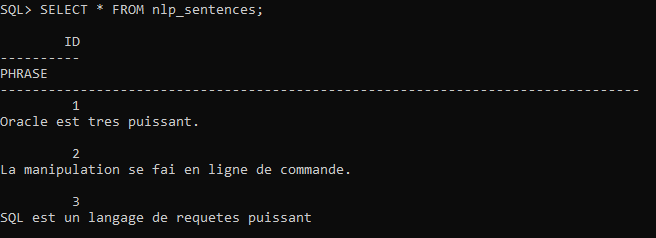 SQL> SELECT * FROM nlp_sentences;
ID
----------
PHRASE
--------------------------------------------------------------------------------
1
Oracle est tres puissant.
2
La manipulation se fai en ligne de commande.
3
SQL est un langage de requetes puissant